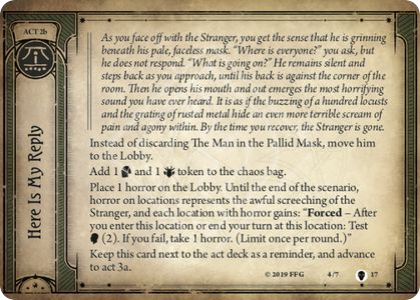 ACT 2b
Here Is My Reply
As you face off with the Stranger, you get the sense that he is grinning
beneath his pale, faceless mask. "Where is everyone?" you ask, but
he does not respond. "What is going on?" He remains silent and
steps back as you approach, until his back is against the corner of the
room. Then he opens his mouth and out emerges the most horrifying
sound you have ever heard. It is as if the buzzing of a hundred locusts
and the grating of rusted metal hide an even more terrible scream of
pain and agony within. By the time you recover, the Stranger is gone.
Instead of discarding The Man in the Pallid Mask, move him
to the Lobby.
Add 1 and 1 token to the chaos bag.
Place 1 horror on the Lobby. Until the end of the scenario,
horror on locations represents the awful screeching of the
Stranger, and each location with horror gains: "Forced – After
you enter this location or end your turn at this location: Test
(2). If you fail, take 1 horror. (Limit once per round.)"
Keep this card next to the act deck as a reminder, and advance
to act 3a.
© 2019 FFG 4/7 17